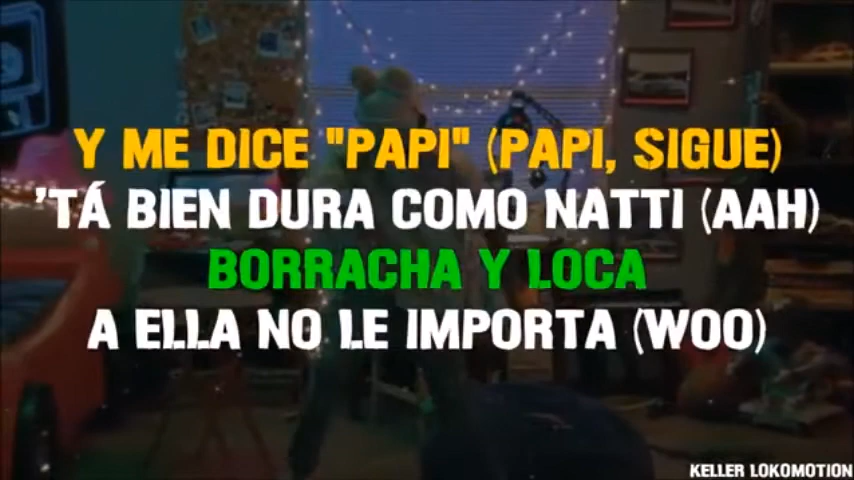 Y ME DICE "PAPI" (PAPI, SIGUE)
'TÁ BIEN DURA COMO NATTI (AAH)
BORRACHA Y LOCA
A ELLA NO LE IMPORTA (WOO)
KELLER LOKOMOTION